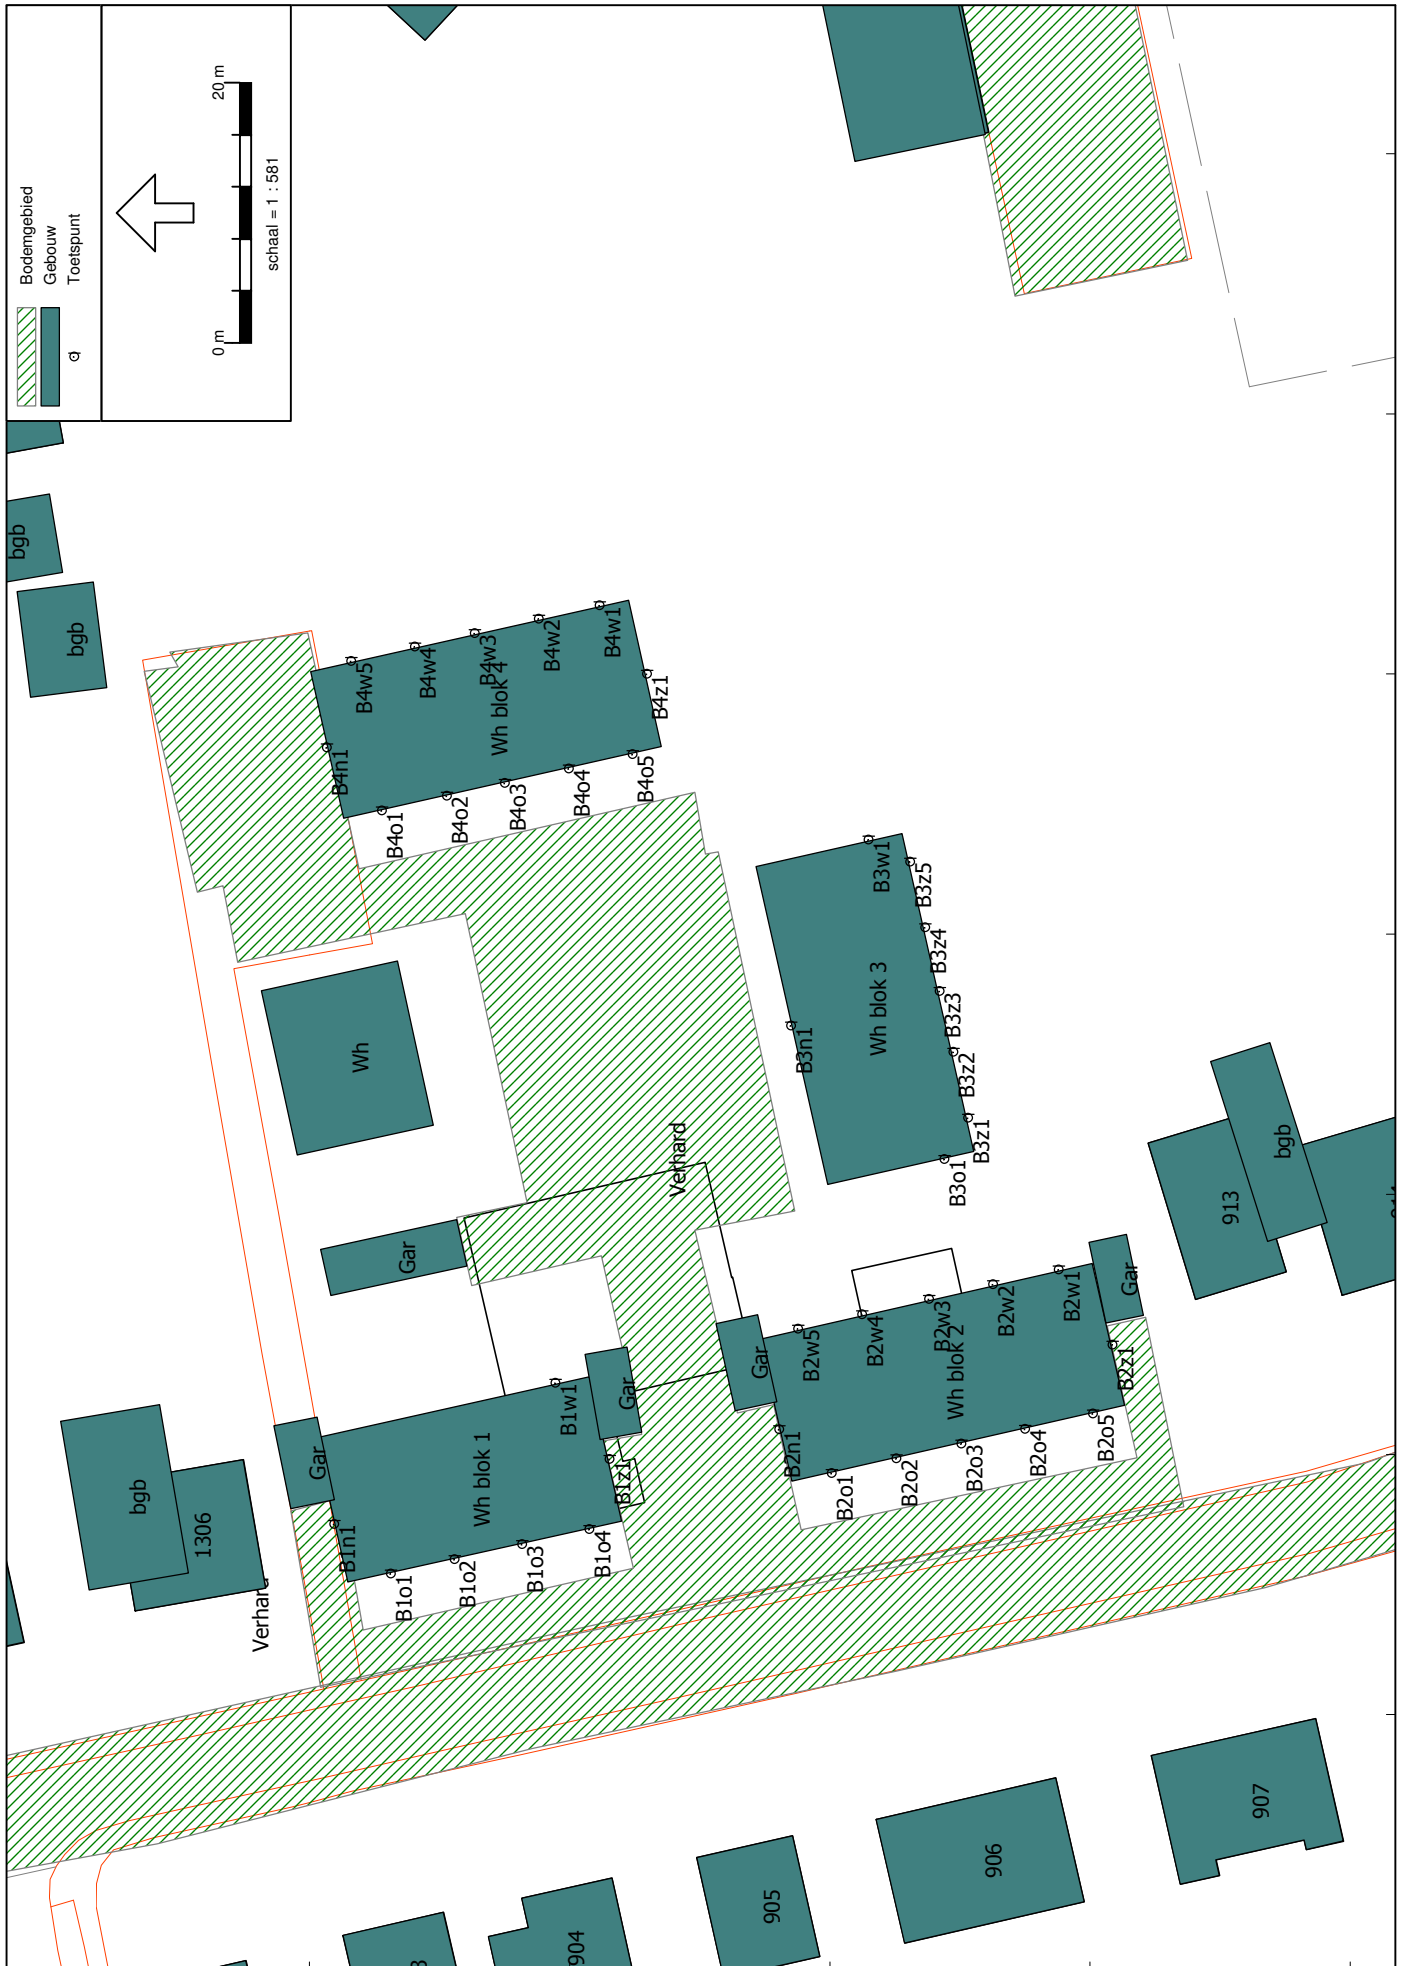 Bodemgebied
Gebouw
Toetspunt
0 m
20 m
schaal = 1 : 581
bgb
bgb
B4w5
B4w4
B4w3
B4w2
B4w1
B4n1
Wh blok 4
B4z1
B4o1
B4o2
B4o3
B4o4
B4o5
Wh
B3w1
B3z5
B3z4
B3z3
B3z2
B3z1
B3n1
Wh blok 3
B3o1
Verhard
Gar
913
bgb
Gar
Gar
Gar
Gar
B2w5
B2w4
B2w3
B2w2
B2w1
Wh blok 2
B2n1
B2z1
B2o1
B2o2
B2o3
B2o4
B2o5
B1w1
Wh blok 1
B1n1
B1z1
B1o1
B1o2
B1o3
B1o4
bgb
1306
Verhard
904
905
906
907